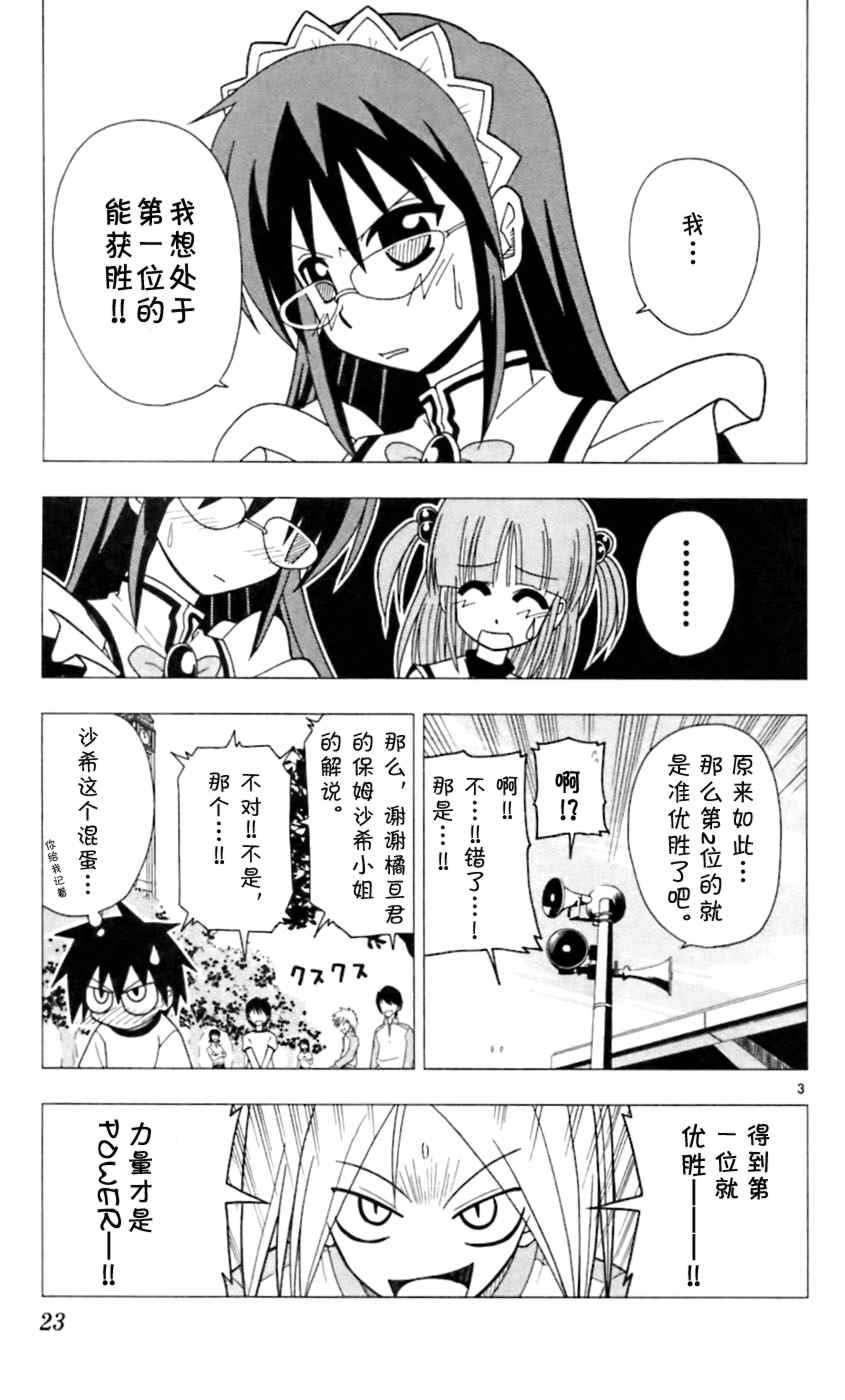 我…
我想处于
第一位的
能获胜!!
………
原来如此…
那么第2位的就
是准优胜了吧。
啊!?
啊!!
不…!!错了…!
那是…!!
那么，谢谢橘亘君
的保姆沙希小姐
的解说。
不对!!不是，
那个…!!
沙希这个混蛋…
你给我记着
クスクス
3
得到第
一位就
优胜———!!
力量才是
POWER—!!
23